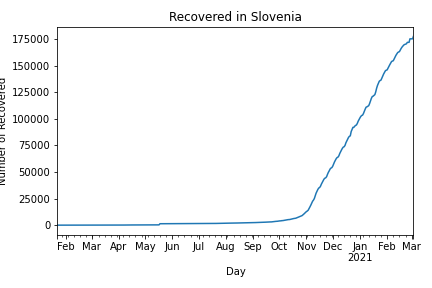 Recovered in Slovenia
Number of Recovered
175000
150000
125000
100000
75000
50000
25000
0
Feb Mar Apr May Jun Jul Aug Sep Oct Nov Dec Jan Feb Mar
2021
Day